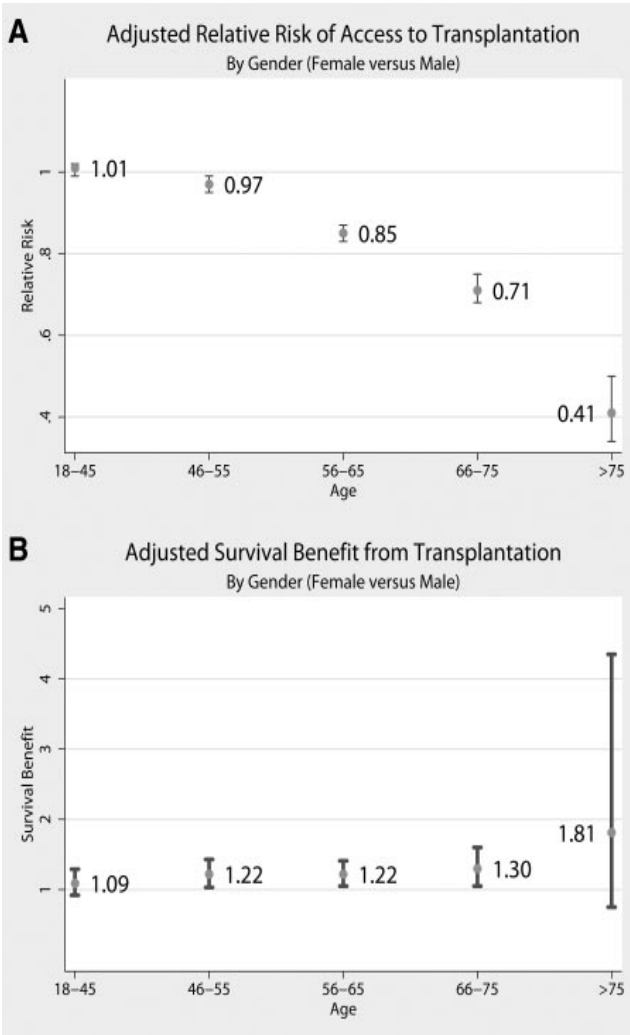 A
Adjusted Relative Risk of Access to Transplantation
By Gender (Female versus Male)
Relative Risk
1
.8
.6
.4
1.01
0.97
0.85
0.71
0.41
18–45
46–55
56–65
66–75
>75
Age
B
Adjusted Survival Benefit from Transplantation
By Gender (Female versus Male)
Survival Benefit
5
4
3
2
1
1.09
1.22
1.22
1.30
1.81
18–45
46–55
56–65
66–75
>75
Age